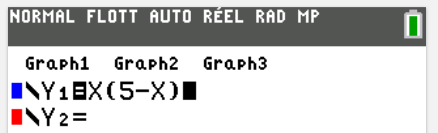 NORMAL FLOTT AUTO RÉEL RAD MP
Graph1 Graph2 Graph3
\Y₁=X(5-X)
\Y₂=